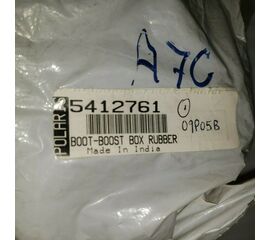 A7C
POLARIS
5412761
1
09P05B
BOOT-BOOST BOX RUBBER
Made In India